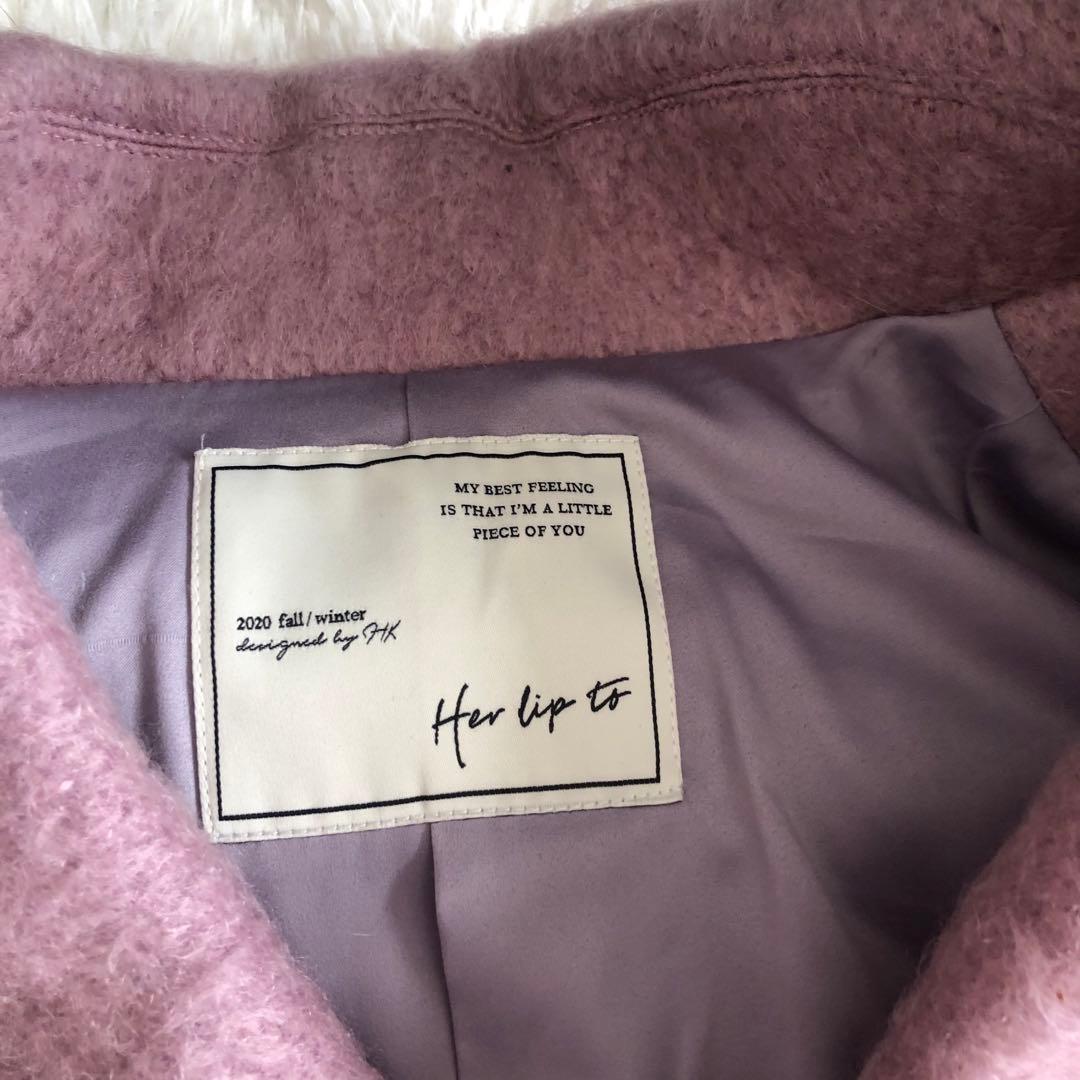 MY BEST FEELING
IS THAT I'M A LITTLE
PIECE OF YOU
2020 fall/winter
designed by HK
Her lip to